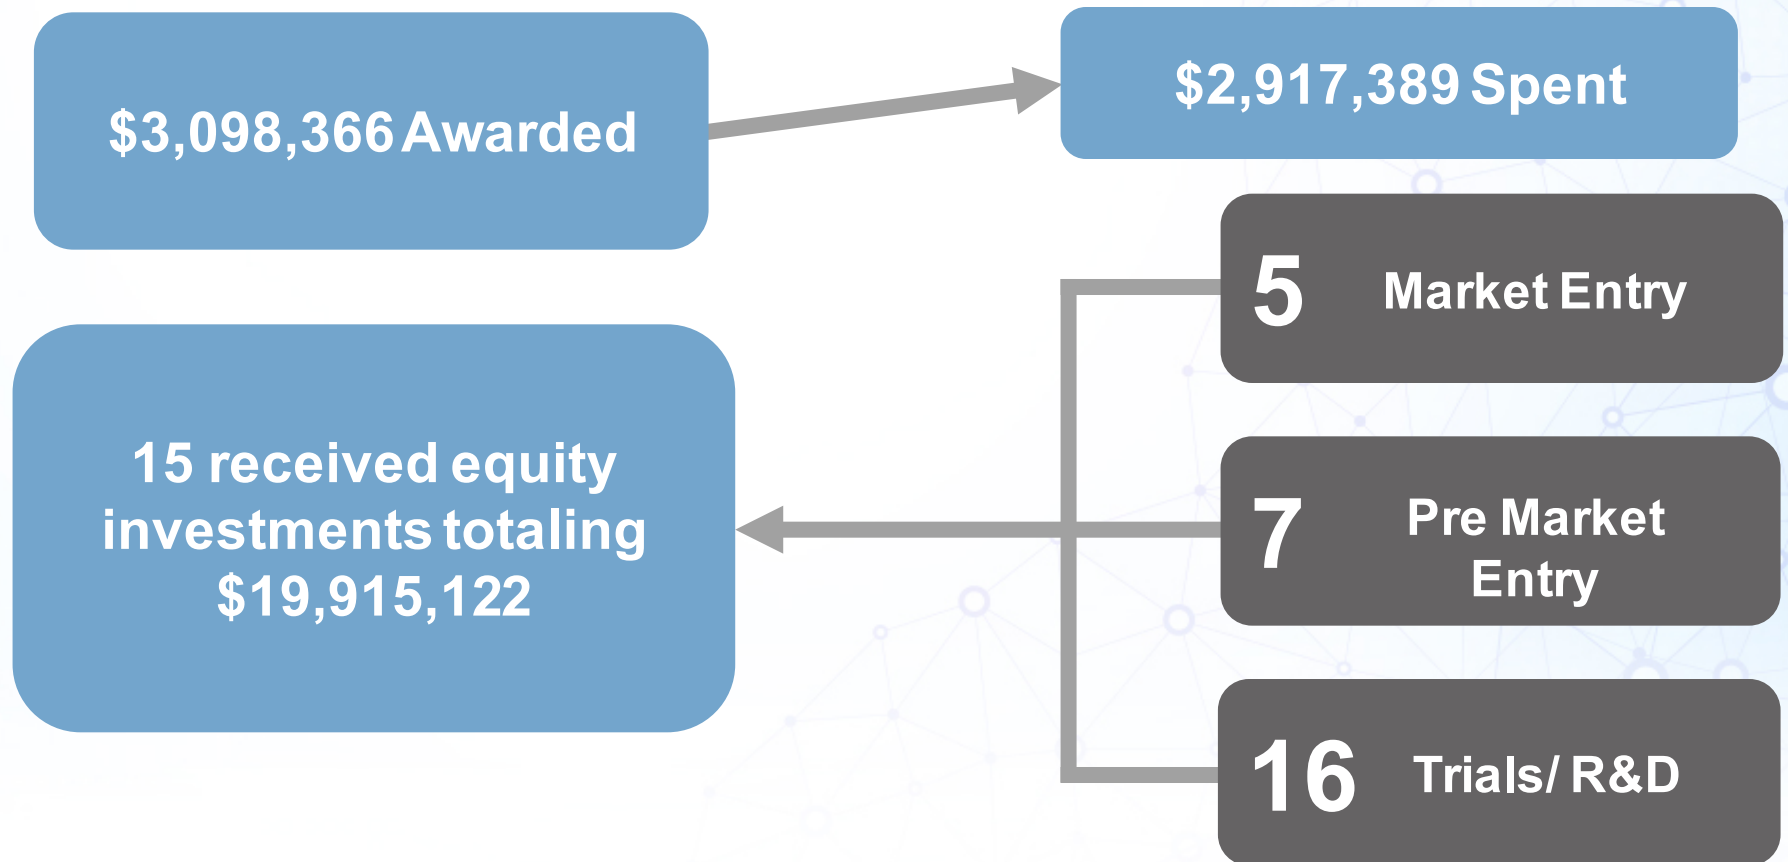 $3,098,366 Awarded
$2,917,389 Spent
5 Market Entry
15 received equity
investments totaling
$19,915,122
7 Pre Market
Entry
16 Trials/ R&D